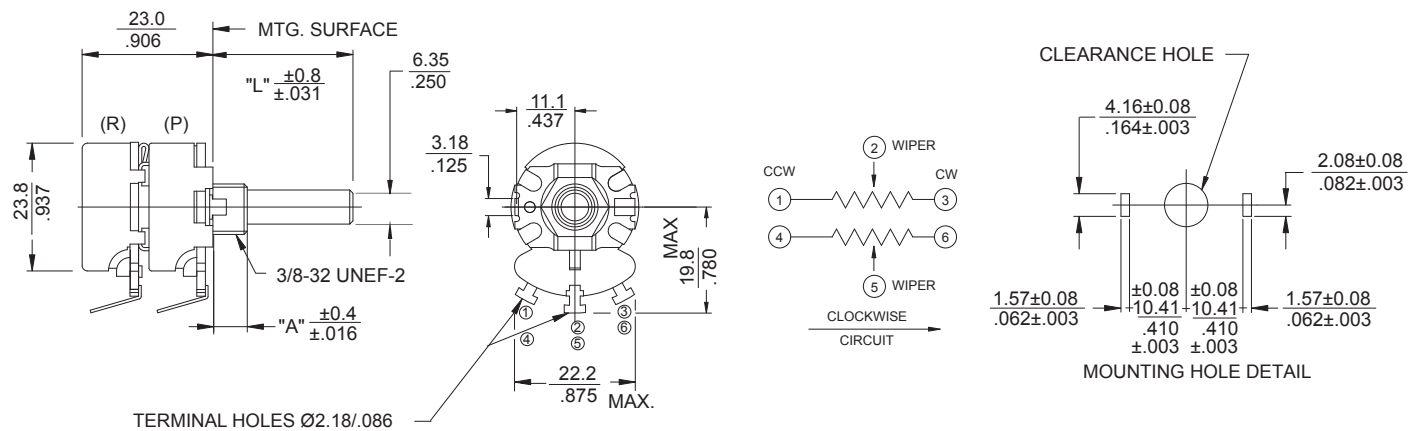 23.0
.906
MTG. SURFACE
"L" ±0.8
±.031
6.35
.250
(R)
(P)
23.8
.937
3/8-32 UNEF-2
"A" ±0.4
±.016
11.1
.437
3.18
.125
MAX
19.8
.780
1
2
3
4
5
6
22.2
.875
MAX.
TERMINAL HOLES Ø2.18/.086
2 WIPER
CCW
CW
1
3
4
6
5 WIPER
CLOCKWISE
CIRCUIT
CLEARANCE HOLE
4.16±0.08
.164±.003
2.08±0.08
.082±.003
1.57±0.08
.062±.003
±0.08
10.41
.410
±.003
±0.08
10.41
.410
±.003
1.57±0.08
.062±.003
MOUNTING HOLE DETAIL